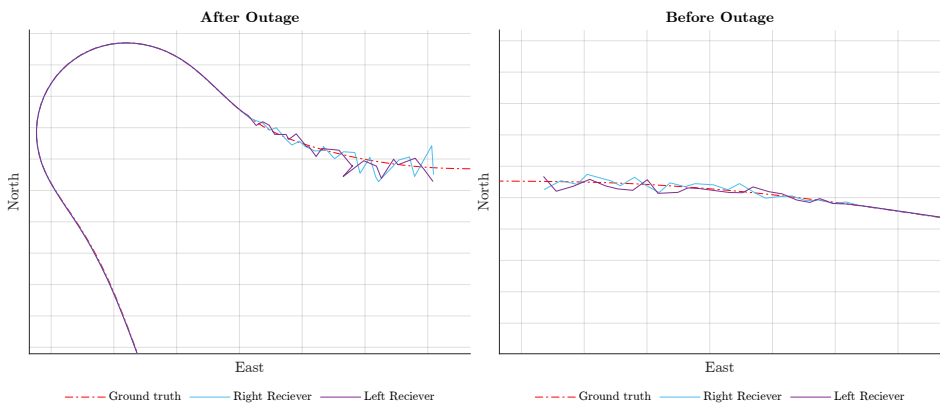 After Outage
North
East
Ground truth Right Reciever Left Reciever
Before Outage
North
East
Ground truth Right Reciever Left Reciever